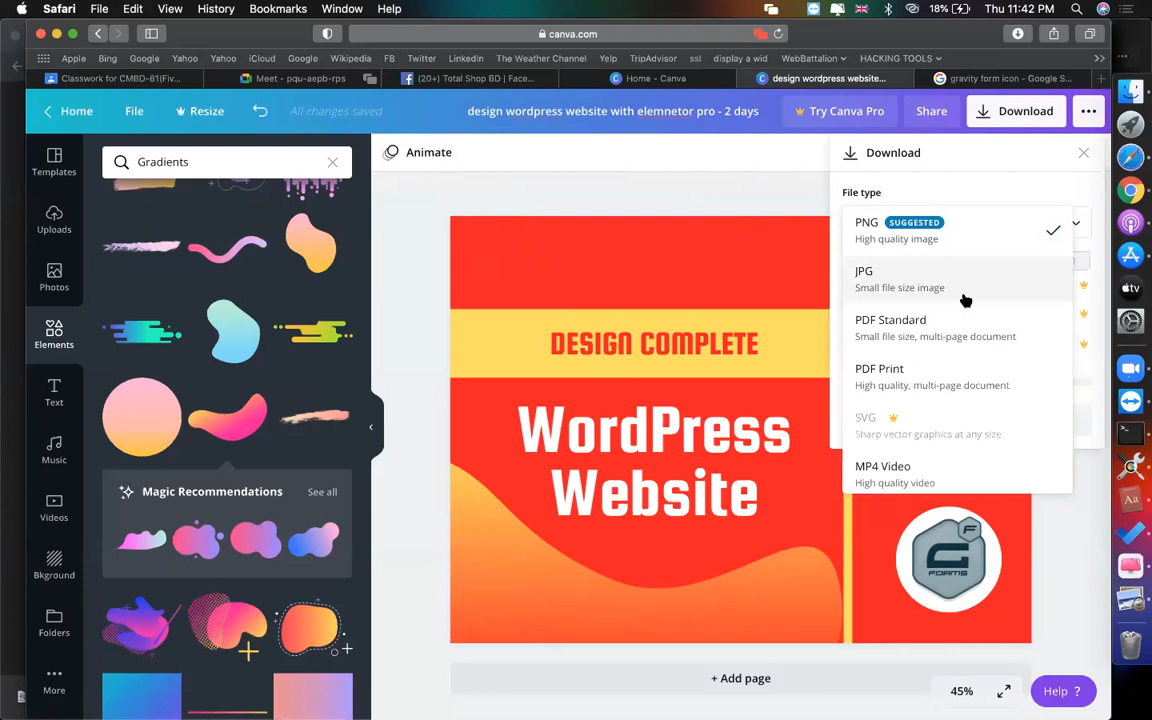 Safari File Edit View History Bookmarks Window Help 18% Thu 11:42 PM
canva.com
Apple Bing Google Yahoo Yahoo iCloud Google Wikipedia FB Twitter LinkedIn The Weather Channel Yelp TripAdvisor ssl display a wid WebBattalion HACKING TOOLS
Classwork for CMBD-81(Fiv... Meet - pqu-aepb-rps (20+) Total Shop BD | Face... Home - Canva design wordpress website... gravity form icon - Google S...
Home File Resize All changes saved design wordpress website with elemnetor pro - 2 days Try Canva Pro Share Download
Templates
Uploads
Photos
Elements
Text
Music
Videos
Bkground
Folders
More
Gradients
Magic Recommendations See all
Animate
DESIGN COMPLETE
WordPress
Website
G
F
FORMS
+ Add page
45%
Help ?
Download
File type
PNG SUGGESTED
High quality image
JPG
Small file size image
PDF Standard
Small file size, multi-page document
PDF Print
High quality, multi-page document
SVG
Sharp vector graphics at any size
MP4 Video
High quality video
tv
Aa